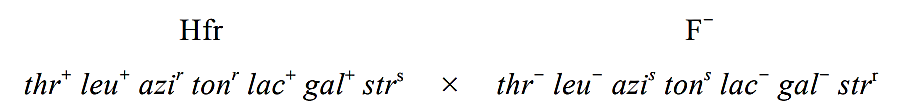 Hfr F⁻
thr⁺ leu⁺ aziʳ tonʳ lac⁺ gal⁺ strˢ × thr⁻ leu⁻ aziˢ tonˢ lac⁻ gal⁻ strʳ